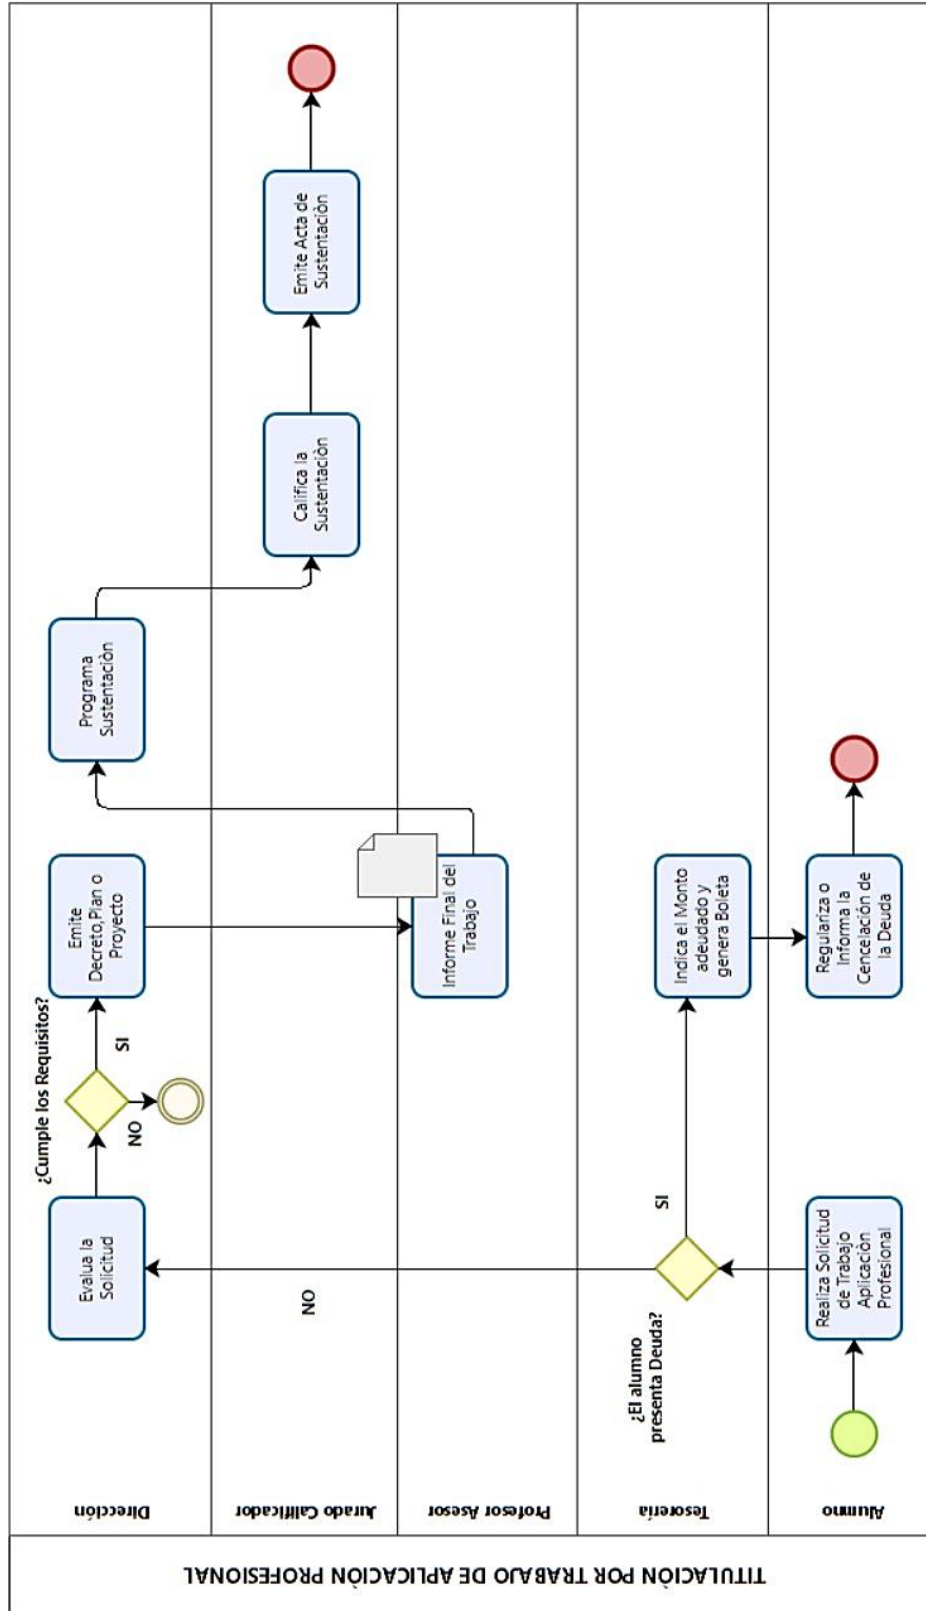 TITULACIÒN POR TRABAJO DE APLICACIÒN PROFESIONAL
Dirección
Jurado Calificador
Profesor Asesor
Tesorería
Alumno
Evalua la
Solicitud
¿Cumple los Requisitos?
NO
SI
Emite
Decreto,Plan o
Proyecto
Programa
Sustentaciòn
Califica la
Sustentaciòn
Emite Acta de
Sustentaciòn
Informe Final del
Trabajo
¿El alumno
presenta Deuda?
NO
SI
Indica el Monto
adeudado y
genera Boleta
Realiza Solicitud
de Trabajo
Aplicaciòn
Profesional
Regulariza o
Informa la
Cencelación de
la Deuda